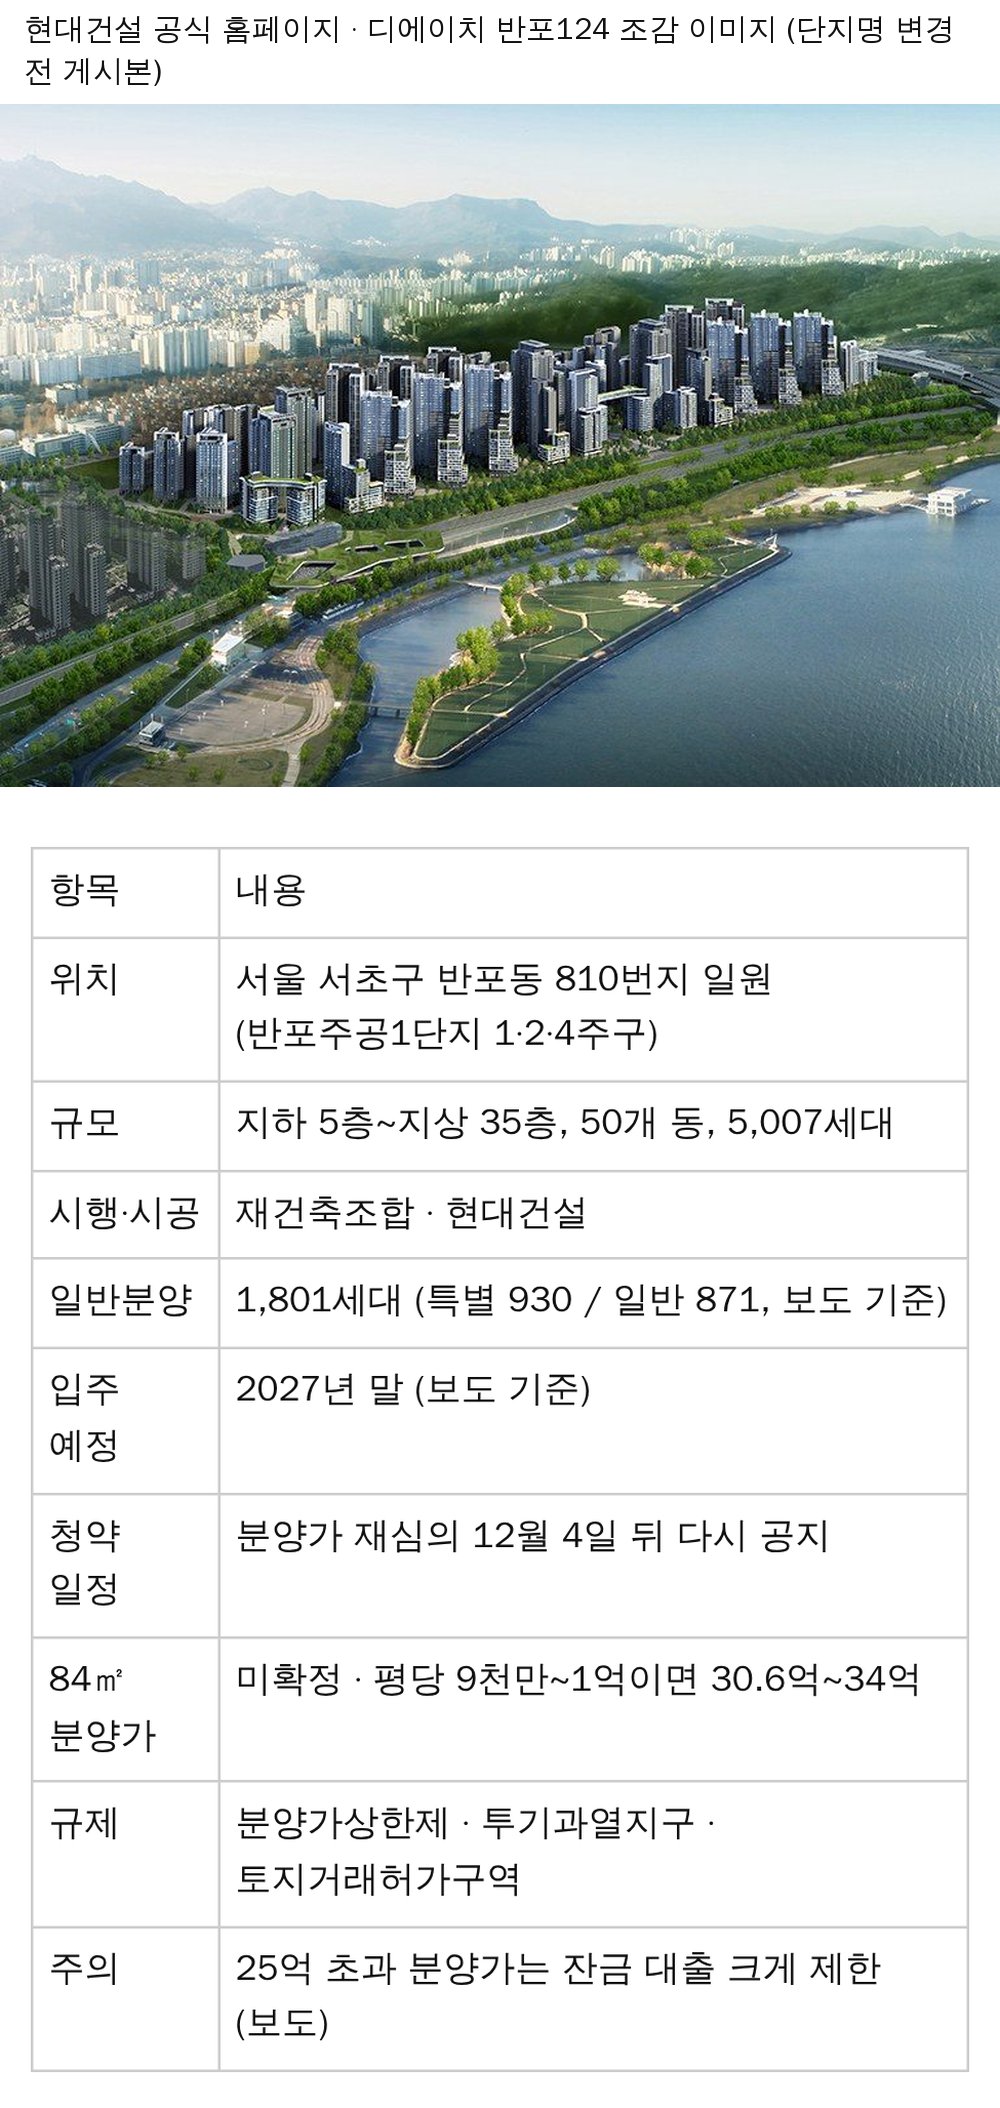 현대건설 공식 홈페이지 · 디에이치 반포124 조감 이미지 (단지명 변경
전 게시본)
항목 내용
위치 서울 서초구 반포동 810번지 일원
(반포주공1단지 1·2·4주구)
규모 지하 5층~지상 35층, 50개 동, 5,007세대
시행·시공 재건축조합 · 현대건설
일반분양 1,801세대 (특별 930 / 일반 871, 보도 기준)
입주 2027년 말 (보도 기준)
예정
청약 분양가 재심의 12월 4일 뒤 다시 공지
일정
84㎡ 미확정 · 평당 9천만~1억이면 30.6억~34억
분양가
규제 분양가상한제 · 투기과열지구 ·
토지거래허가구역
주의 25억 초과 분양가는 잔금 대출 크게 제한
(보도)